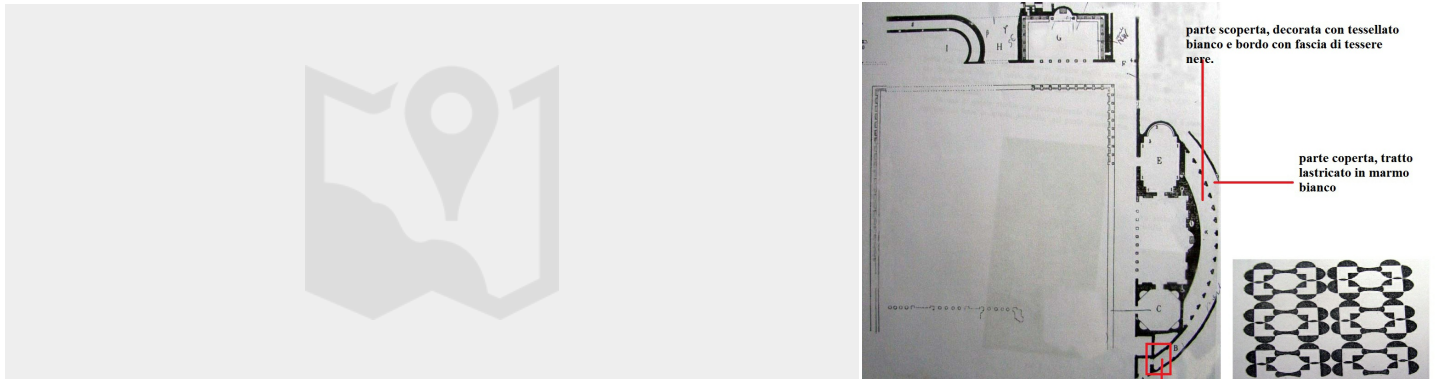 parte scoperta, decorata con tessellato
bianco e bordo con fascia di tessere
nere.
parte coperta, tratto
lastricato in marmo
bianco
H
G
F
E
C
B